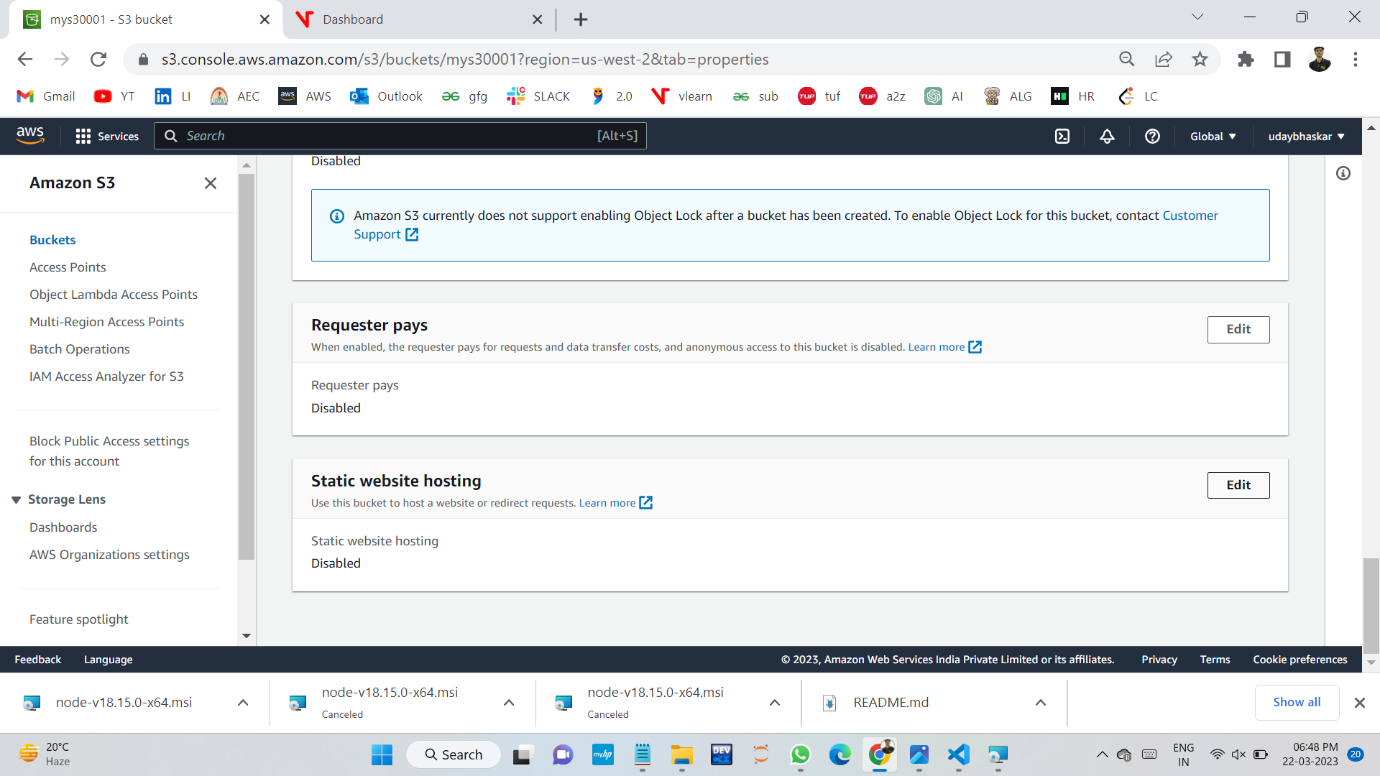 mys30001 - S3 bucket
Dashboard
s3.console.aws.amazon.com/s3/buckets/mys30001?region=us-west-2&tab=properties
Gmail YT LI AEC AWS Outlook gfg SLACK 2.0 vlearn sub tuf a2z AI ALG HR LC
aws Services Search [Alt+S] Global udaybhaskar
Amazon S3
Buckets
Access Points
Object Lambda Access Points
Multi-Region Access Points
Batch Operations
IAM Access Analyzer for S3
Block Public Access settings
for this account
Storage Lens
Dashboards
AWS Organizations settings
Feature spotlight
Disabled
Amazon S3 currently does not support enabling Object Lock after a bucket has been created. To enable Object Lock for this bucket, contact Customer
Support
Requester pays
Edit
When enabled, the requester pays for requests and data transfer costs, and anonymous access to this bucket is disabled. Learn more
Requester pays
Disabled
Static website hosting
Edit
Use this bucket to host a website or redirect requests. Learn more
Static website hosting
Disabled
Feedback Language © 2023, Amazon Web Services India Private Limited or its affiliates. Privacy Terms Cookie preferences
node-v18.15.0-x64.msi
node-v18.15.0-x64.msi
Canceled
node-v18.15.0-x64.msi
Canceled
README.md
Show all
20°C
Haze
Search
ENG
IN
06:48 PM
22-03-2023
20